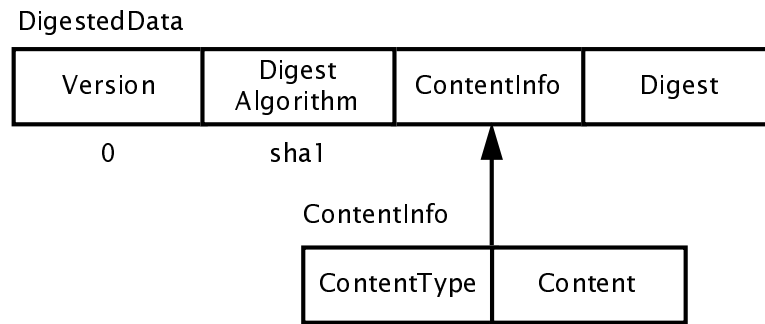 DigestedData
Version
Digest
Algorithm
ContentInfo
Digest
0
sha1
ContentInfo
ContentType
Content